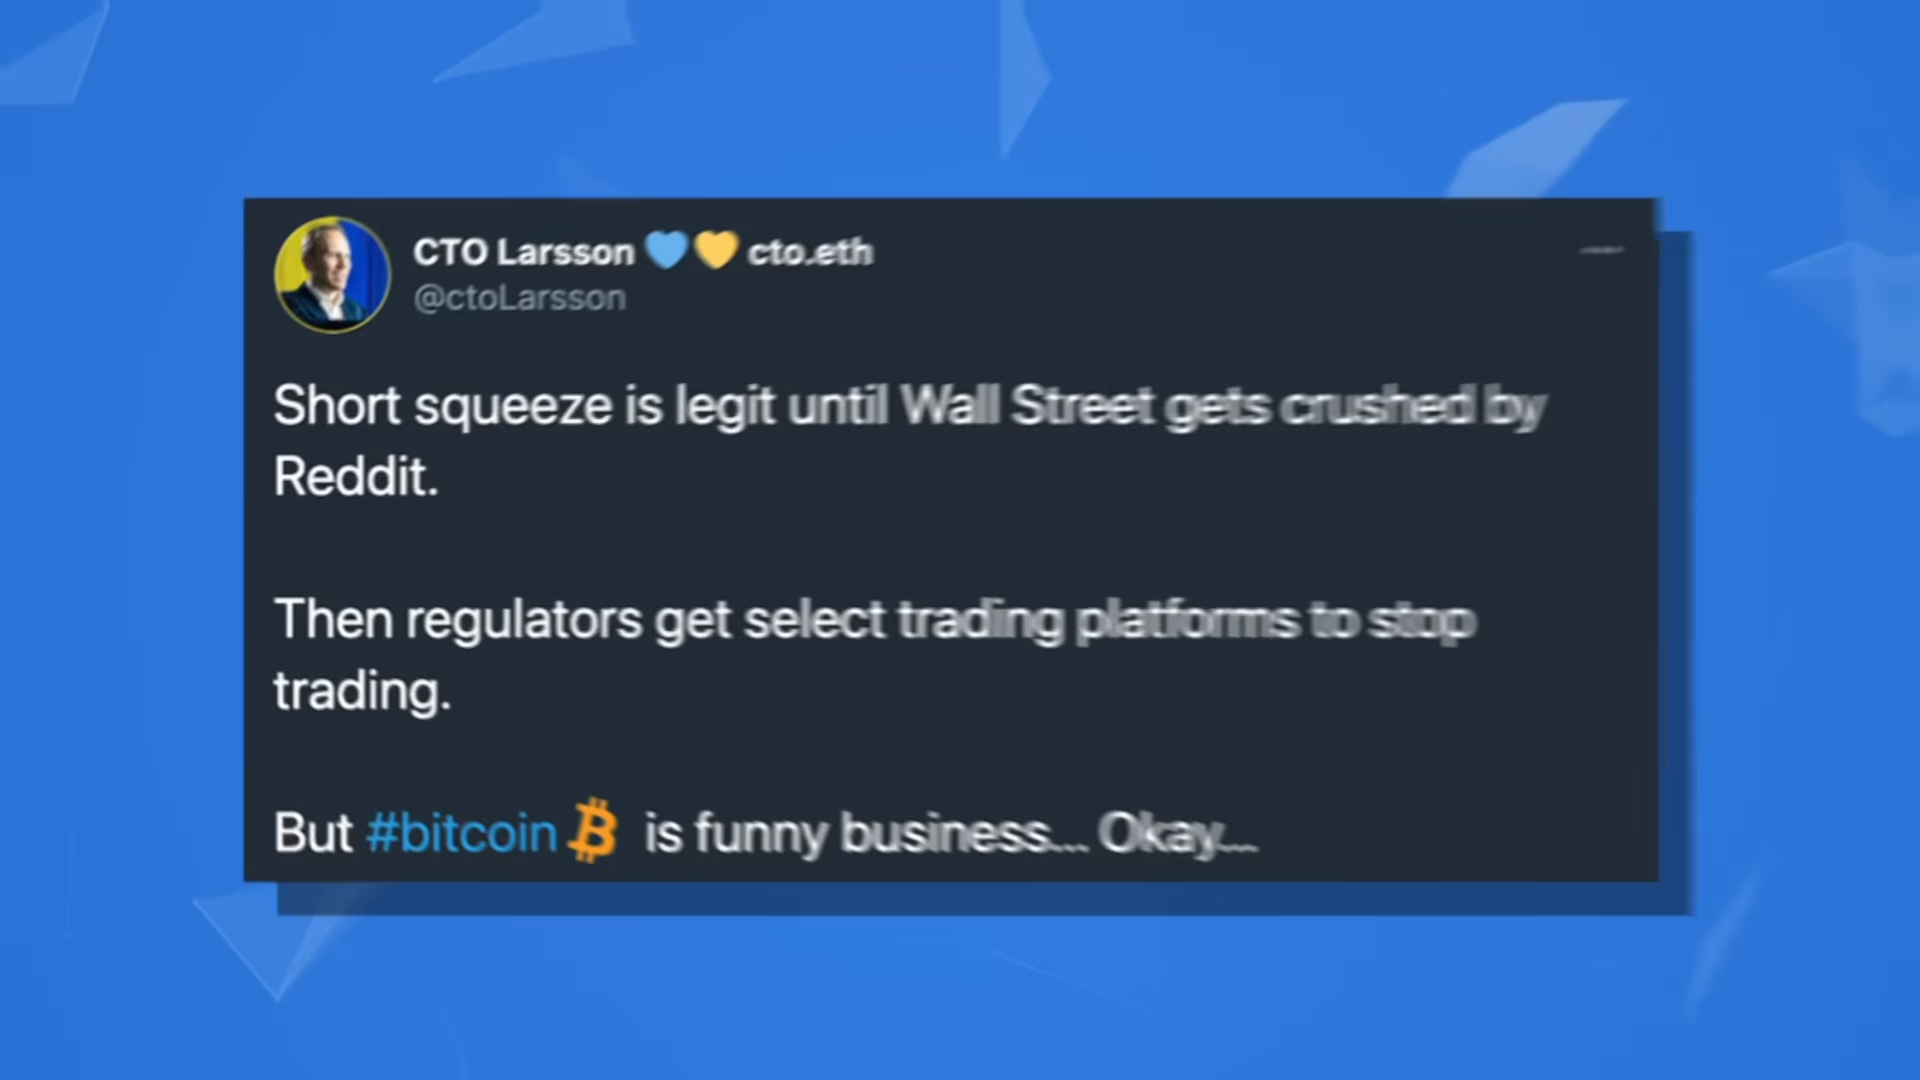 CTO Larsson 💙💛 cto.eth
@ctoLarsson
Short squeeze is legit until Wall Street gets crushed by
Reddit.
Then regulators get select trading platforms to stop
trading.
But #bitcoin is funny business... Okay...